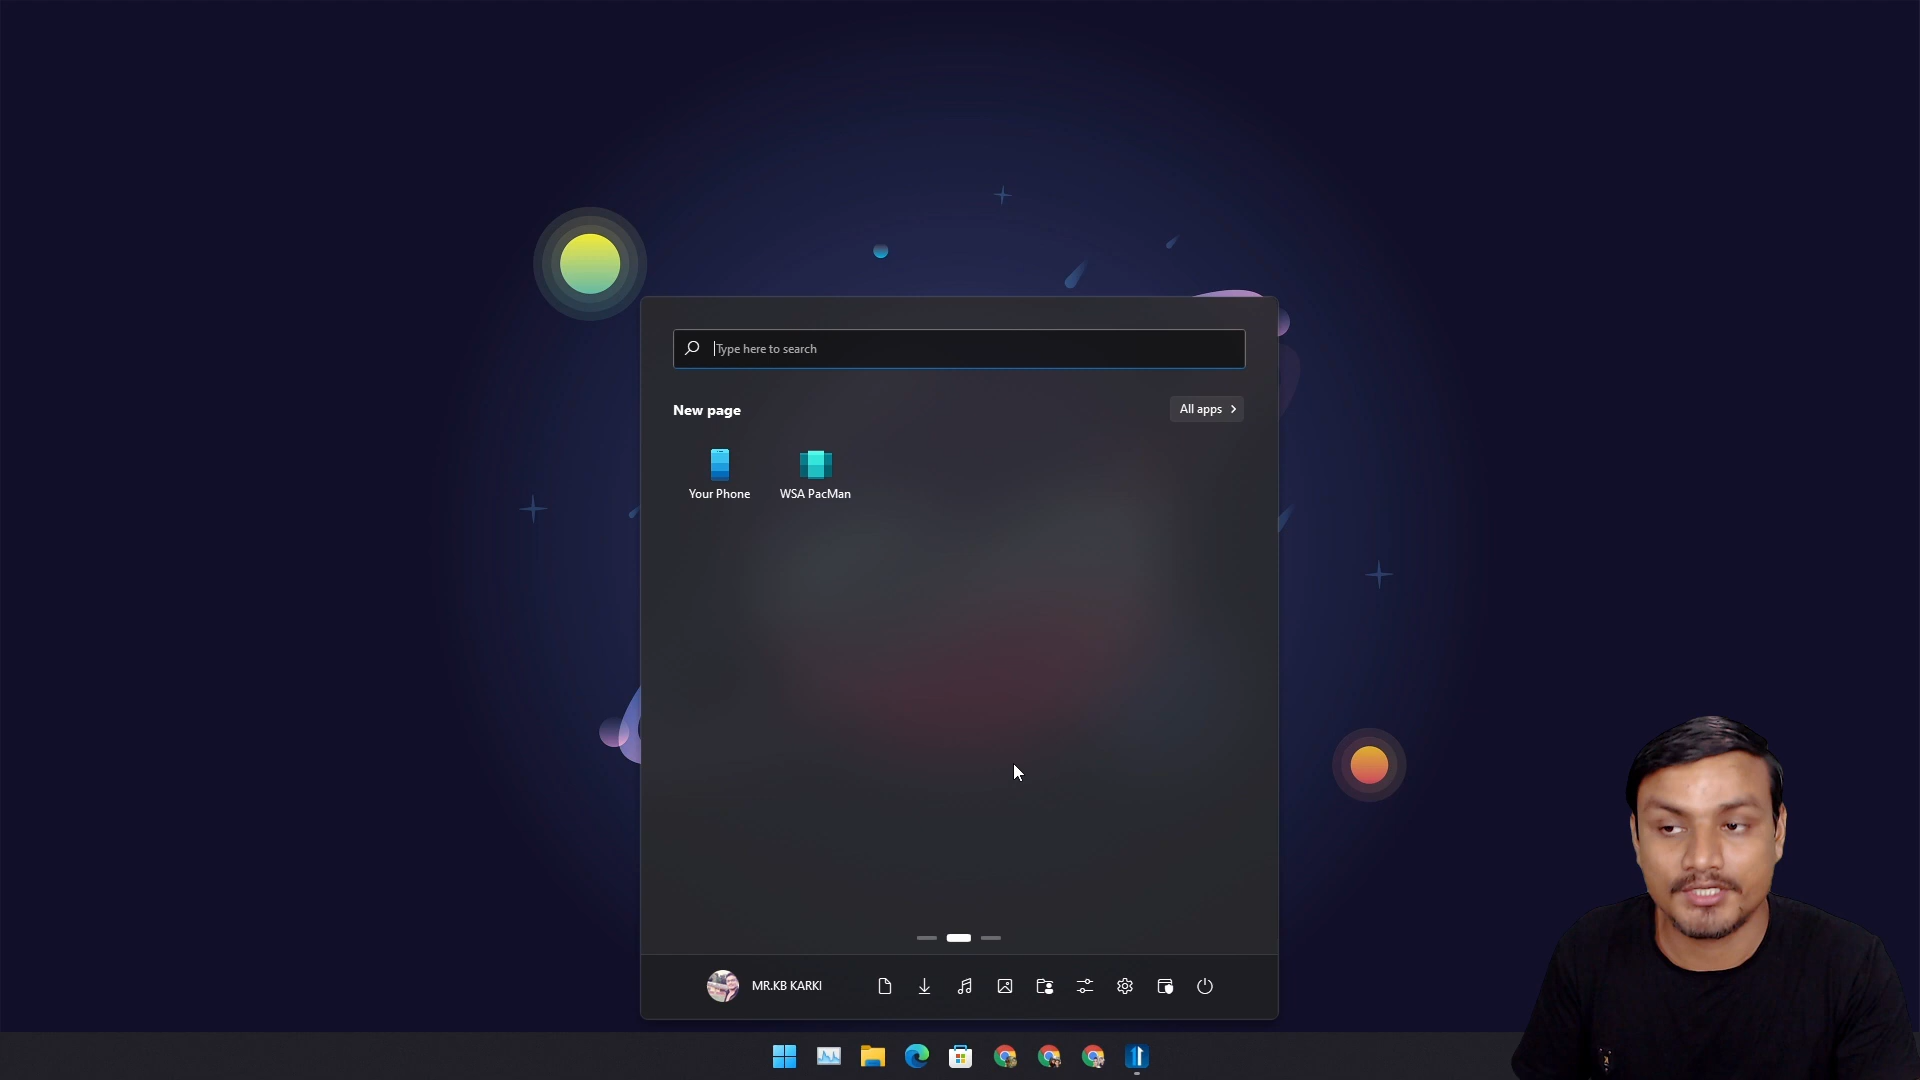 Type here to search
New page
All apps
Your Phone
WSA PacMan
MR.KB KARKI